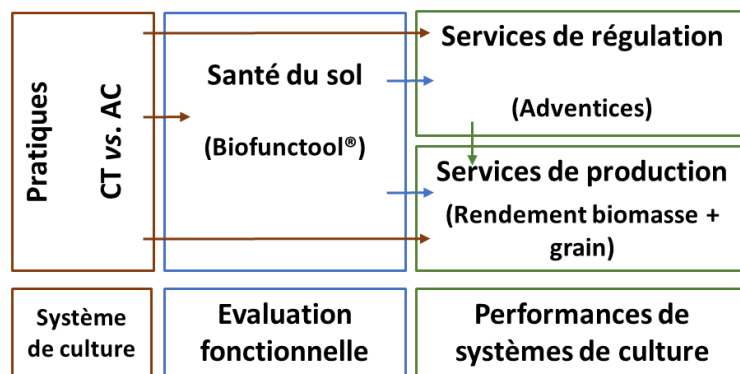 Pratiques
CT vs. AC
Santé du sol
(Biofunctool®)
Services de régulation
(Adventices)
Services de production
(Rendement biomasse +
grain)
Système
de culture
Evaluation
fonctionnelle
Performances de
systèmes de culture